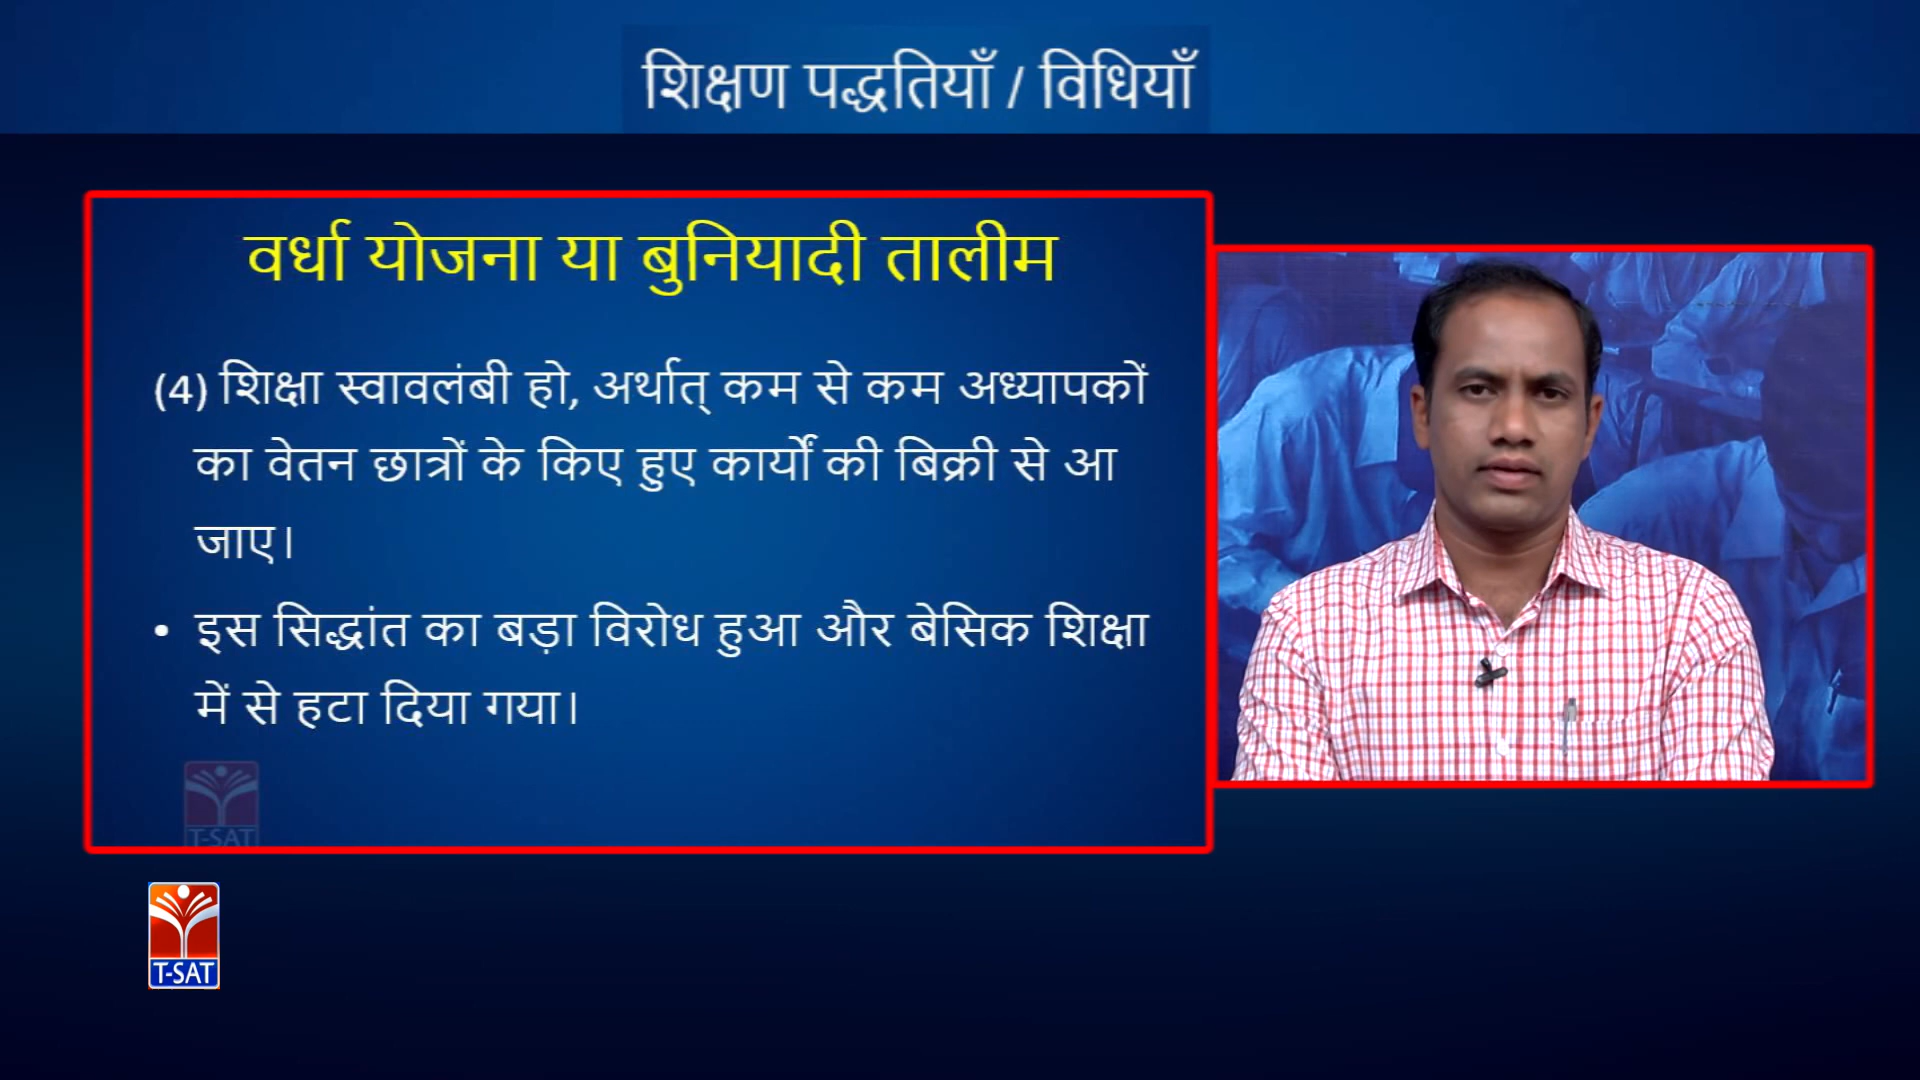 शिक्षण पद्धतियाँ / विधियाँ
वर्धा योजना या बुनियादी तालीम
(4) शिक्षा स्वावलंबी हो, अर्थात् कम से कम अध्यापकों
का वेतन छात्रों के किए हुए कार्यों की बिक्री से आ
जाए।
• इस सिद्धांत का बड़ा विरोध हुआ और बेसिक शिक्षा
में से हटा दिया गया।
T-SAT
T-SAT